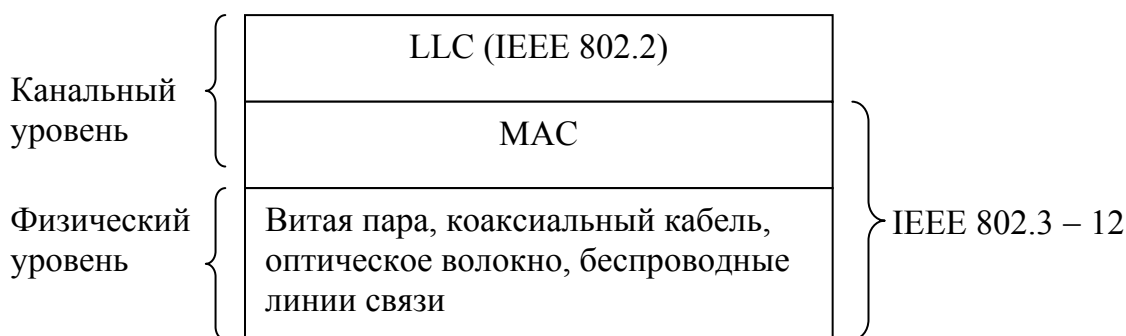 LLC (IEEE 802.2)
Канальный
уровень
MAC
Физический
уровень
Витая пара, коаксиальный кабель,
оптическое волокно, беспроводные
линии связи
IEEE 802.3 – 12